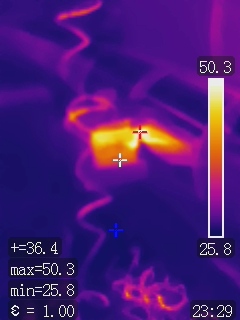 50.3
25.8
+=36.4
max=50.3
min=25.8
ε = 1.00
23:29